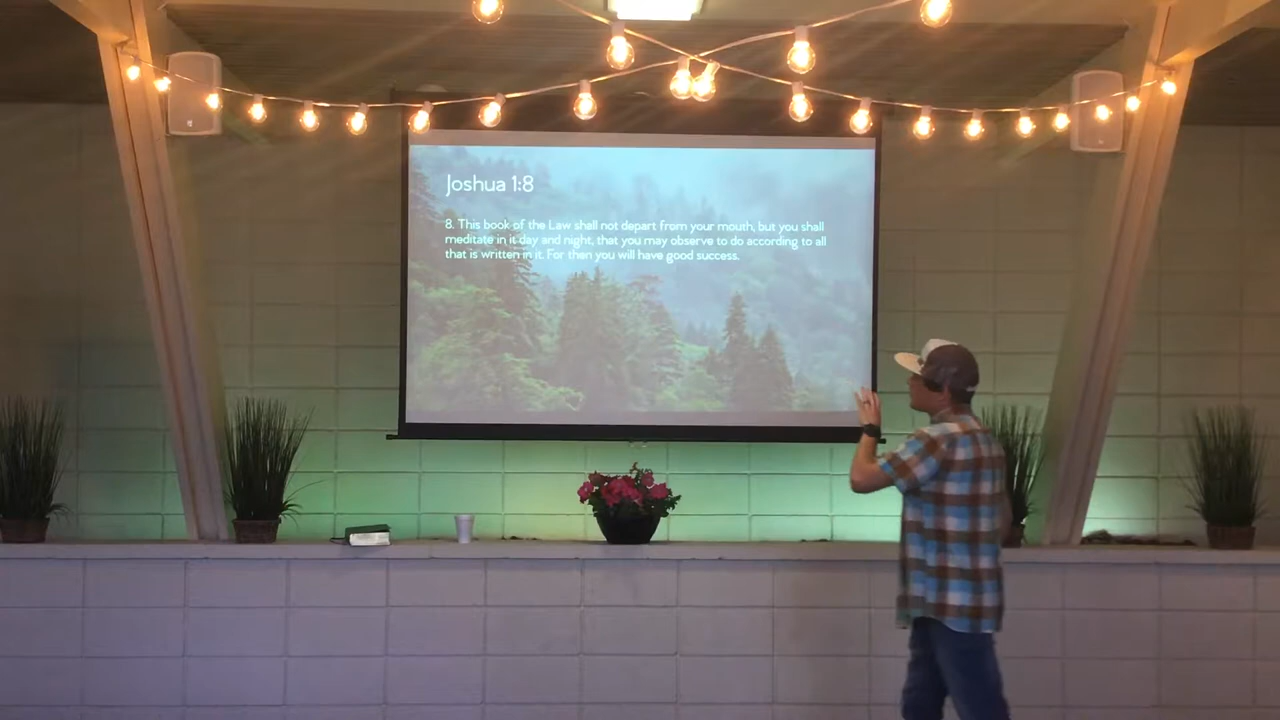 Joshua 1:8
8. This book of the Law shall not depart from your mouth, but you shall
meditate in it day and night, that you may observe to do according to all
that is written in it. For then you will have good success.